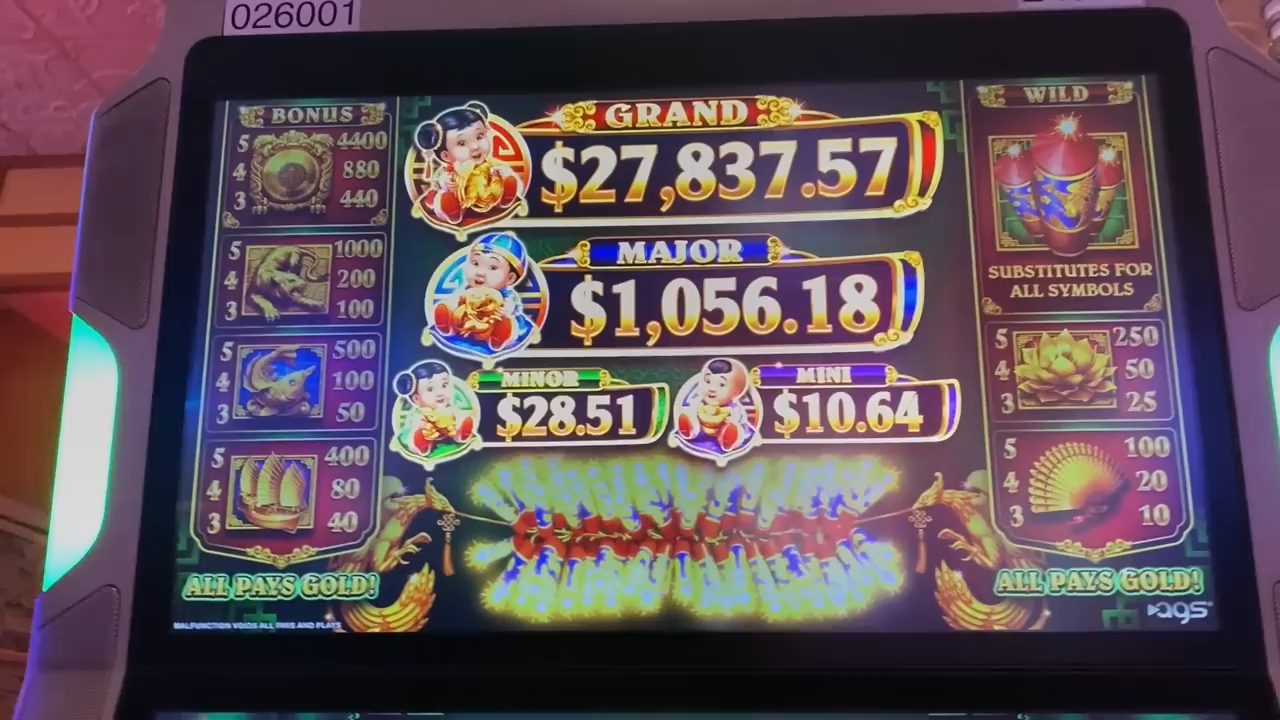 026001
BONUS
5 4400
4 880
3 440
5 1000
4 200
3 100
5 500
4 100
3 50
5 400
4 80
3 40
ALL PAYS GOLD!
MALFUNCTION VOIDS ALL PAYS AND PLAYS
GRAND
$27,837.57
MAJOR
$1,056.18
MINOR
$28.51
MINI
$10.64
WILD
SUBSTITUTES FOR
ALL SYMBOLS
5 250
4 50
3 25
5 100
4 20
3 10
ALL PAYS GOLD!
ags